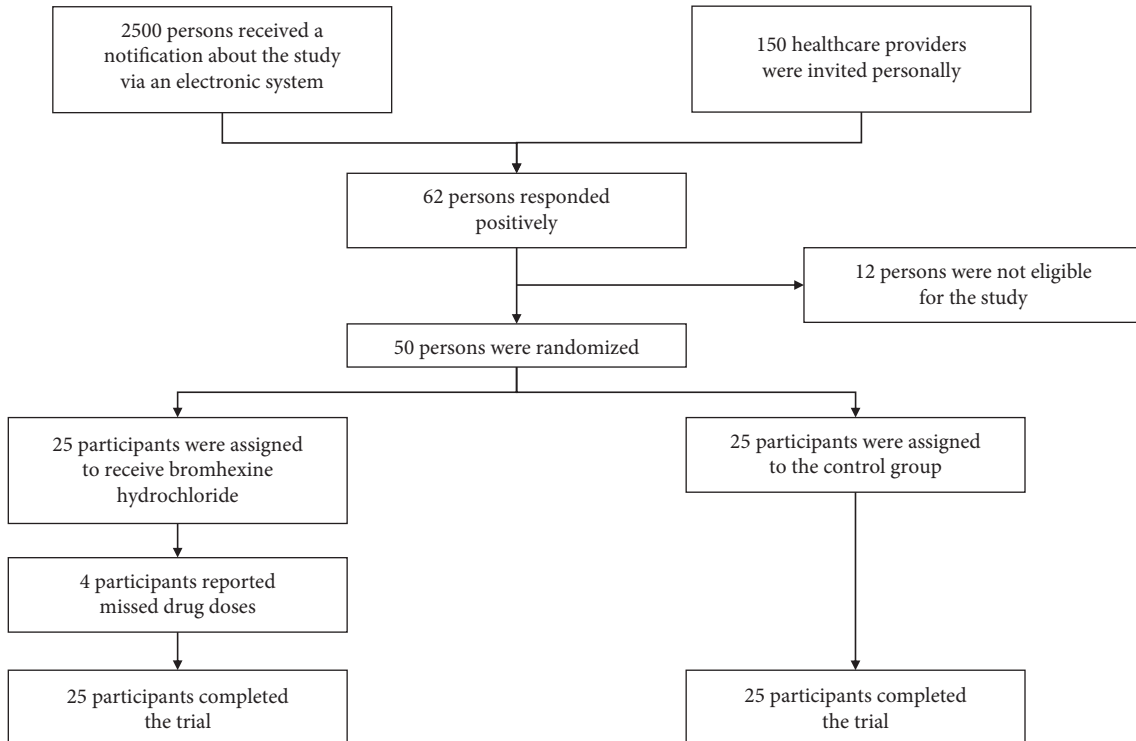 2500 persons received a
notification about the study
via an electronic system
150 healthcare providers
were invited personally
62 persons responded
positively
12 persons were not eligible
for the study
50 persons were randomized
25 participants were assigned
to receive bromhexine
hydrochloride
25 participants were assigned
to the control group
4 participants reported
missed drug doses
25 participants completed
the trial
25 participants completed
the trial